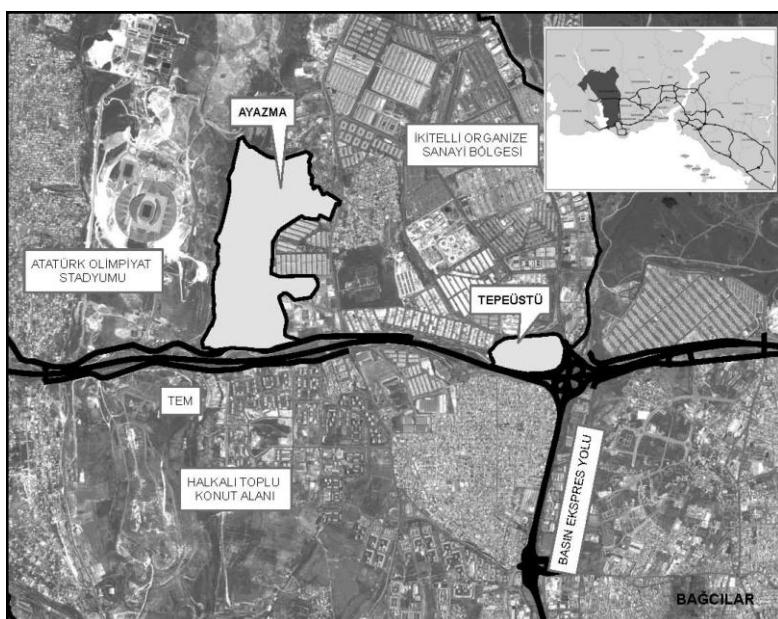 AYAZMA
İKİTELLİ ORGANİZE
SANAYİ BÖLGESİ
ATATÜRK OLİMPİYAT
STADYUMU
TEPEÜSTÜ
TEM
HALKALI TOPLU
KONUT ALANI
BASIN EKSPRES YOLU
BAĞCILAR